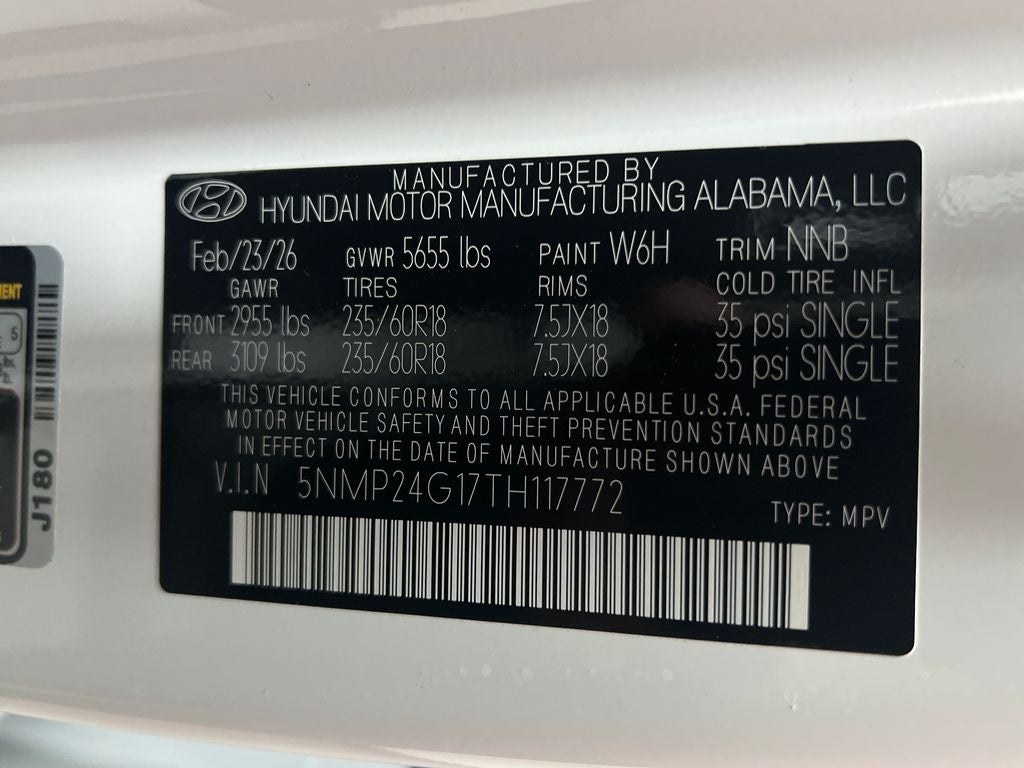 MANUFACTURED BY
HYUNDAI MOTOR MANUFACTURING ALABAMA, LLC
Feb/23/26 GVWR 5655 lbs PAINT W6H TRIM NNB
GAWR TIRES RIMS COLD TIRE INFL
FRONT 2955 lbs 235/60R18 7.5JX18 35 psi SINGLE
REAR 3109 lbs 235/60R18 7.5JX18 35 psi SINGLE
THIS VEHICLE CONFORMS TO ALL APPLICABLE U.S.A. FEDERAL
MOTOR VEHICLE SAFETY AND THEFT PREVENTION STANDARDS
IN EFFECT ON THE DATE OF MANUFACTURE SHOWN ABOVE
V.I.N 5NMP24G17TH117772
TYPE: MPV
J180
5